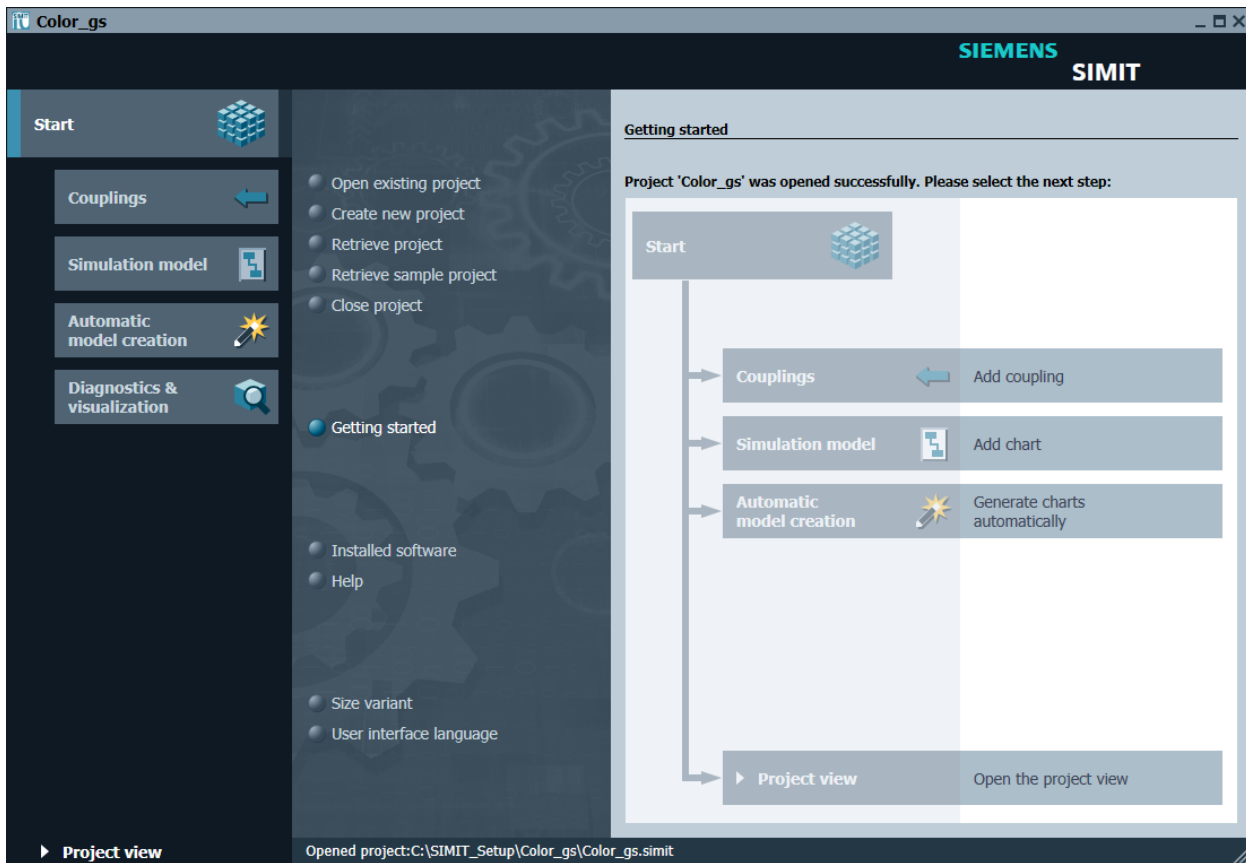 Color_gs
SIEMENS
SIMIT
Start
Couplings
Simulation model
Automatic
model creation
Diagnostics &
visualization
Project view
Open existing project
Create new project
Retrieve project
Retrieve sample project
Close project
Getting started
Installed software
Help
Size variant
User interface language
Getting started
Project 'Color_gs' was opened successfully. Please select the next step:
Start
Couplings
Add coupling
Simulation model
Add chart
Automatic
model creation
Generate charts
automatically
Project view
Open the project view
Opened project:C:\SIMIT_Setup\Color_gs\Color_gs.simit